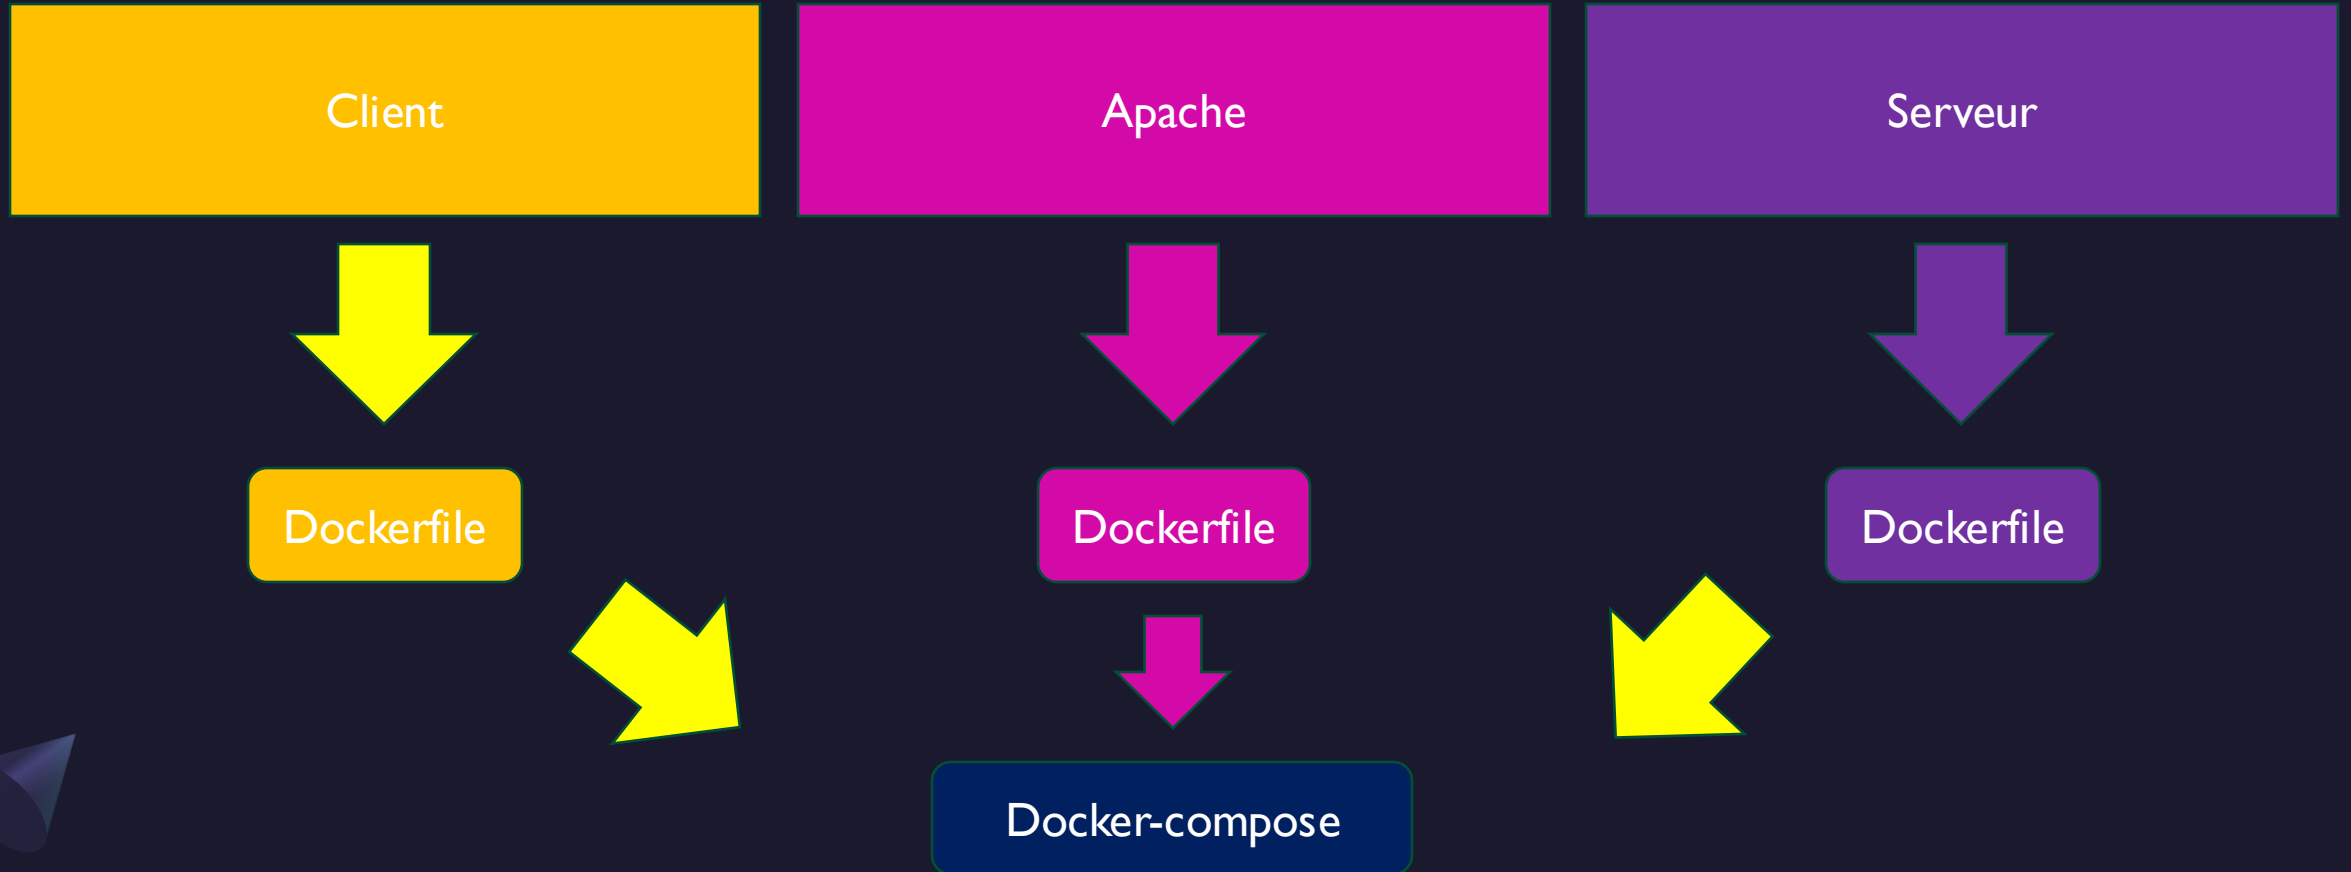 Client
Apache
Serveur
Dockerfile
Dockerfile
Dockerfile
Docker-compose